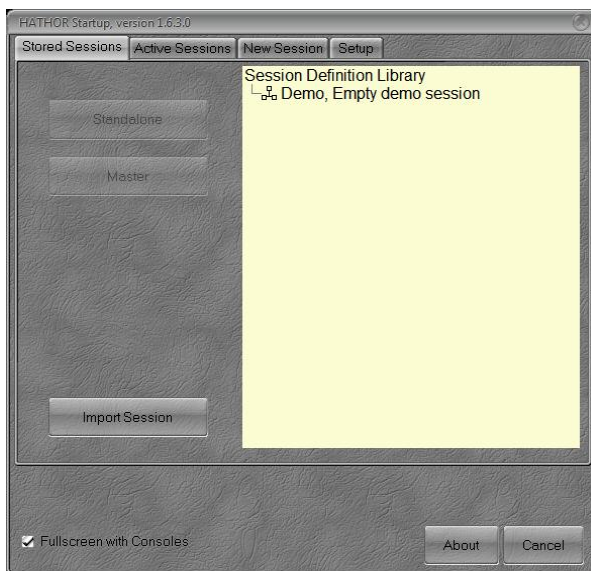 HATHOR Startup, version 1.6.3.0
Stored Sessions Active Sessions New Session Setup
Session Definition Library
Demo, Empty demo session
Standalone
Master
Import Session
Fullscreen with Consoles
About Cancel